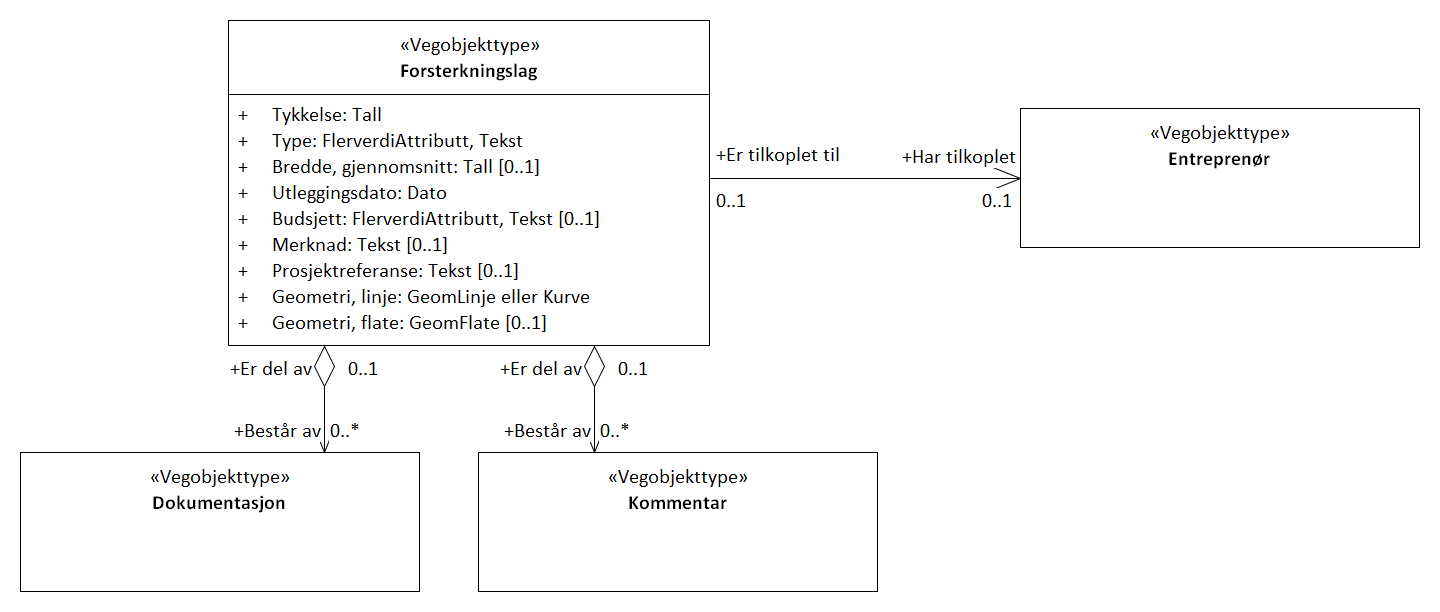 «Vegobjekttype»
Forsterkningslag
+ Tykkelse: Tall
+ Type: FlerverdiAttributt, Tekst
+ Bredde, gjennomsnitt: Tall [0..1]
+ Utleggingsdato: Dato
+ Budsjett: FlerverdiAttributt, Tekst [0..1]
+ Merknad: Tekst [0..1]
+ Prosjektreferanse: Tekst [0..1]
+ Geometri, linje: GeomLinje eller Kurve
+ Geometri, flate: GeomFlate [0..1]
+Er tilkoplet til
0..1
+Har tilkoplet
0..1
«Vegobjekttype»
Entreprenør
+Er del av 0..1
+Består av 0..*
+Er del av 0..1
+Består av 0..*
«Vegobjekttype»
Dokumentasjon
«Vegobjekttype»
Kommentar